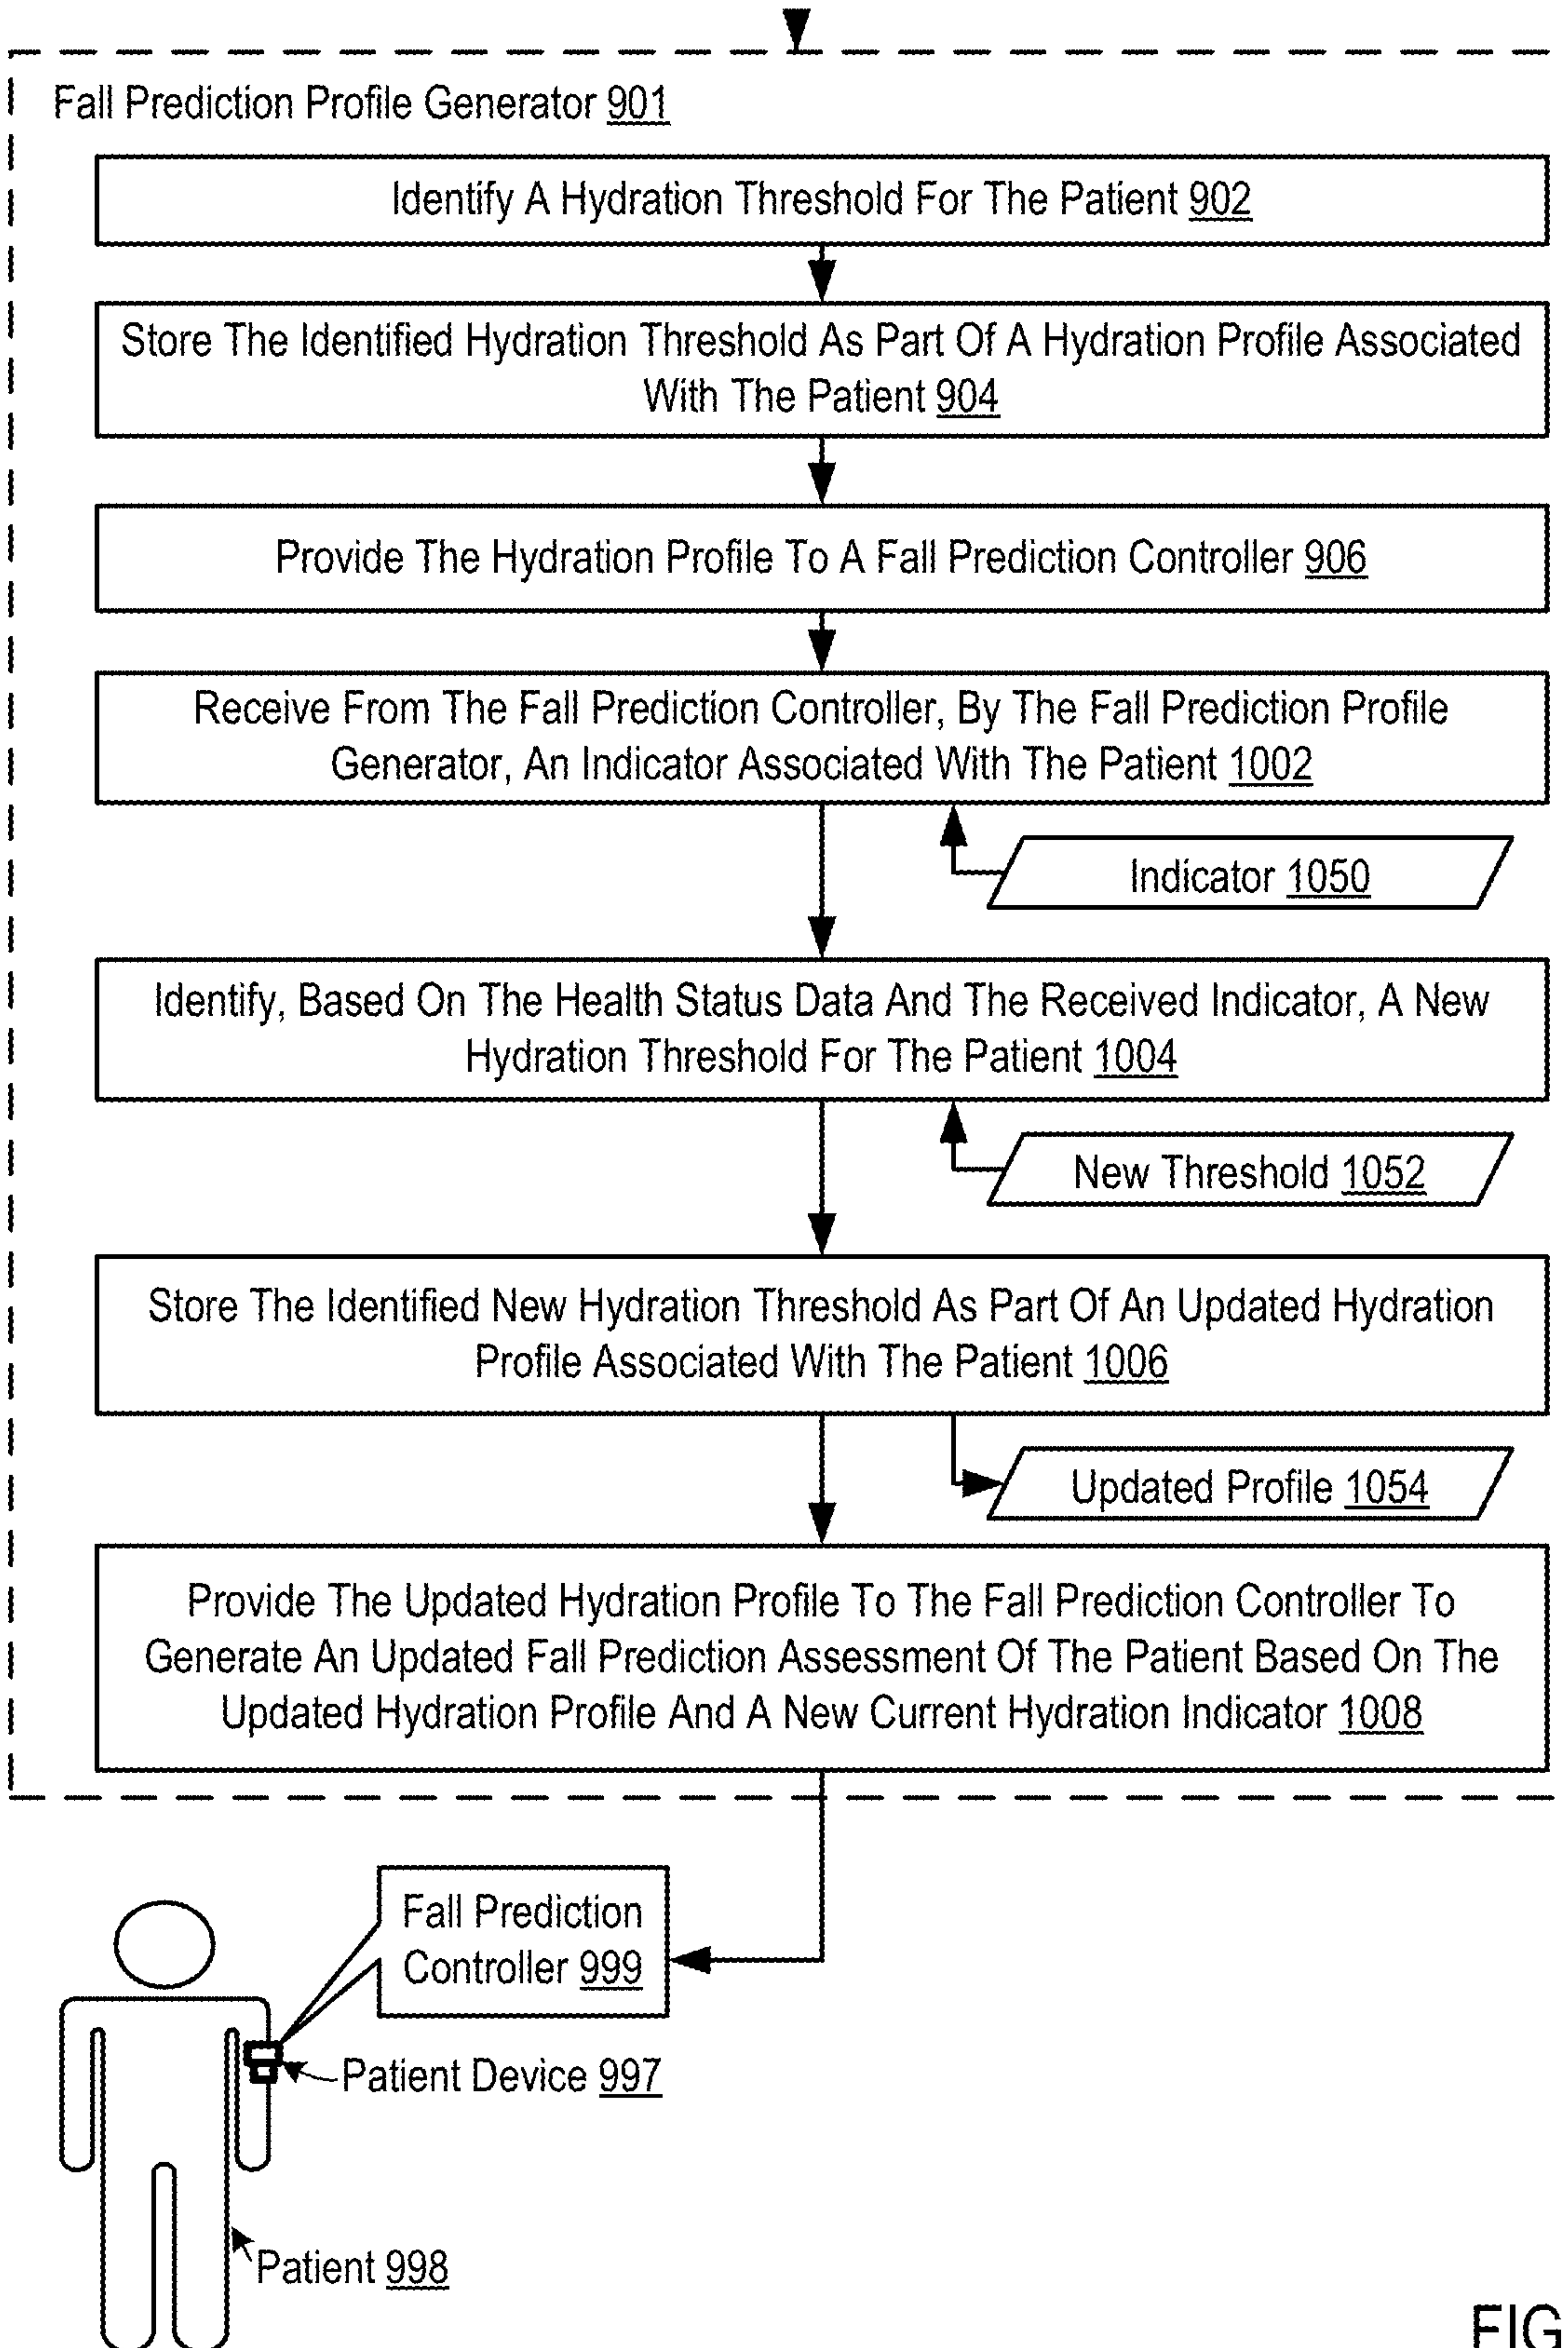 Fall Prediction Profile Generator 901
Identify A Hydration Threshold For The Patient 902
Store The Identified Hydration Threshold As Part Of A Hydration Profile Associated
With The Patient 904
Provide The Hydration Profile To A Fall Prediction Controller 906
Receive From The Fall Prediction Controller, By The Fall Prediction Profile
Generator, An Indicator Associated With The Patient 1002
Indicator 1050
Identify, Based On The Health Status Data And The Received Indicator, A New
Hydration Threshold For The Patient 1004
New Threshold 1052
Store The Identified New Hydration Threshold As Part Of An Updated Hydration
Profile Associated With The Patient 1006
Updated Profile 1054
Provide The Updated Hydration Profile To The Fall Prediction Controller To
Generate An Updated Fall Prediction Assessment Of The Patient Based On The
Updated Hydration Profile And A New Current Hydration Indicator 1008
Fall Prediction
Controller 999
Patient Device 997
Patient 998
FIG